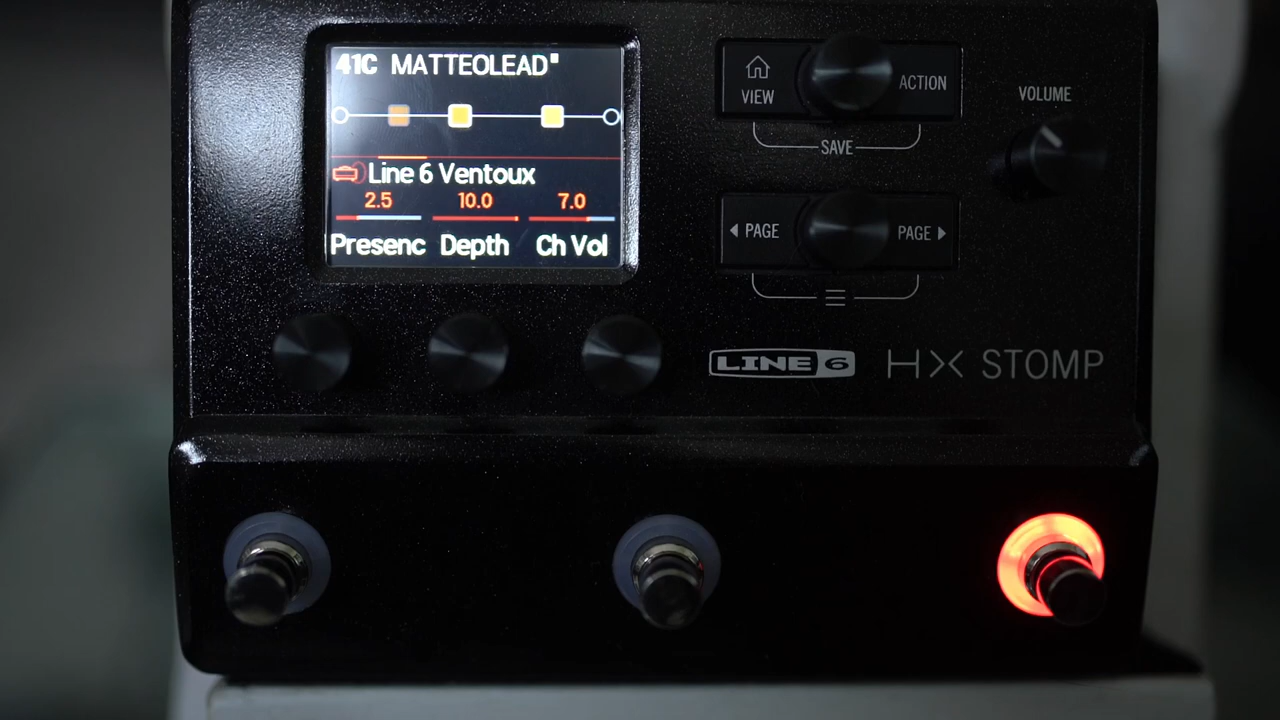 41C MATTEOLEAD
Line 6 Ventoux
2.5 10.0 7.0
Presenc Depth Ch Vol
VIEW
ACTION
SAVE
VOLUME
PAGE
PAGE
LINE 6 HX STOMP